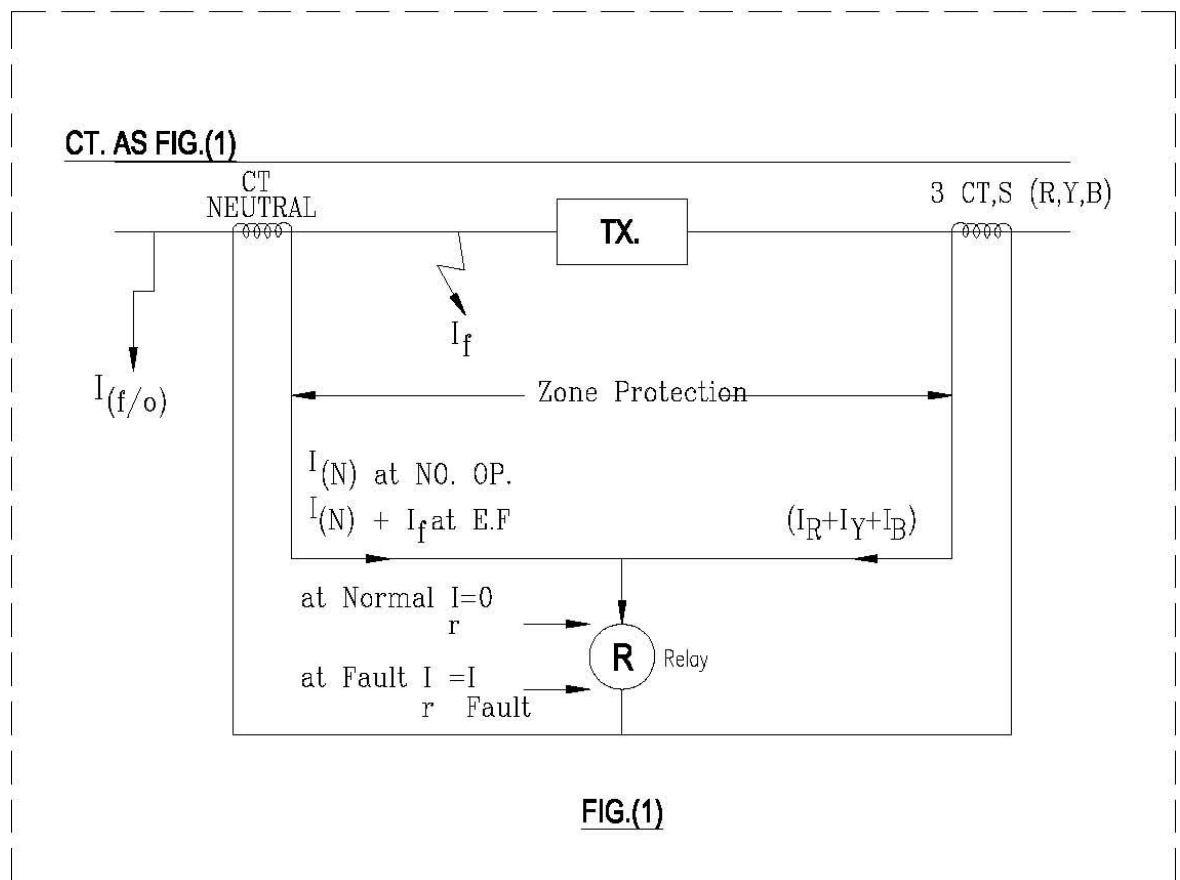 CT. AS FIG.(1)
CT
NEUTRAL
3 CT,S (R,Y,B)
TX.
If
I(f/o)
Zone Protection
I(N) at NO. OP.
I(N) + If at E.F
(IR+IY+IB)
at Normal I=0
r
R Relay
at Fault I =I
r Fault
FIG.(1)